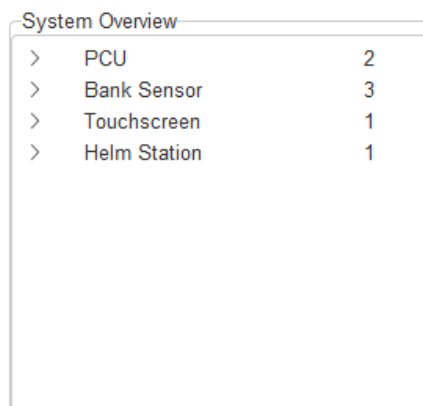 System Overview
PCU 2
Bank Sensor 3
Touchscreen 1
Helm Station 1